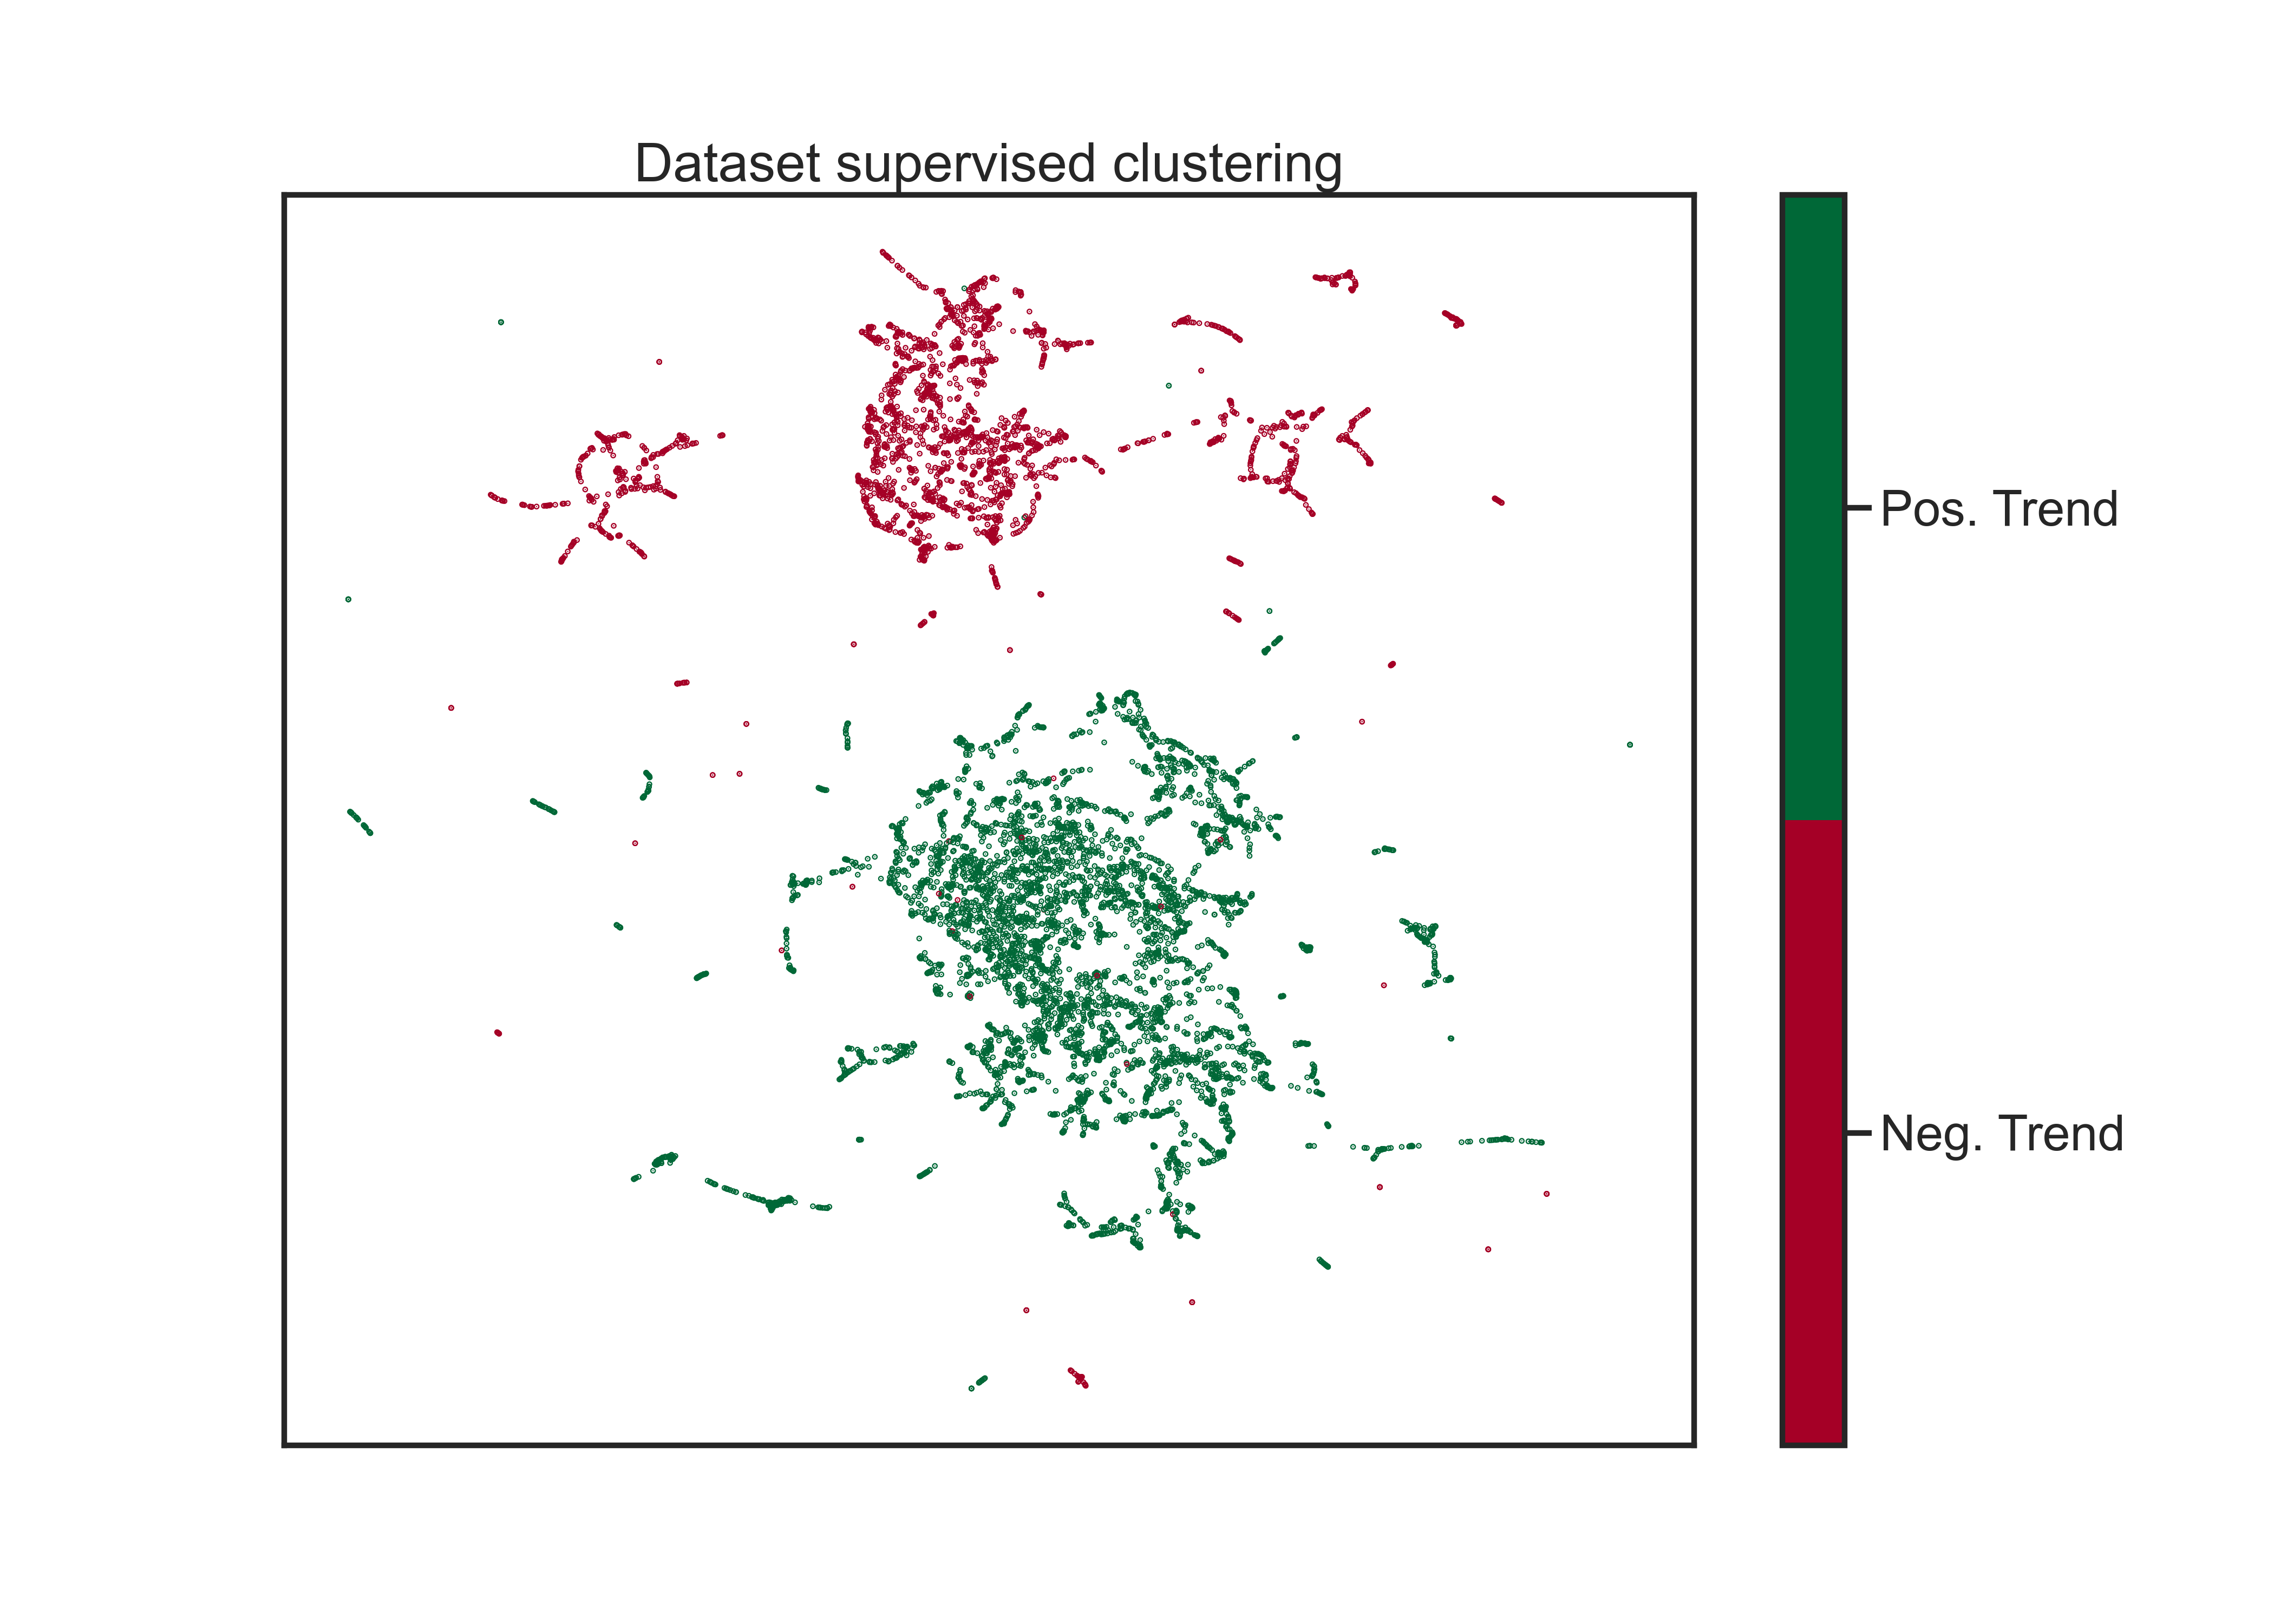 Dataset supervised clustering
Pos. Trend
Neg. Trend